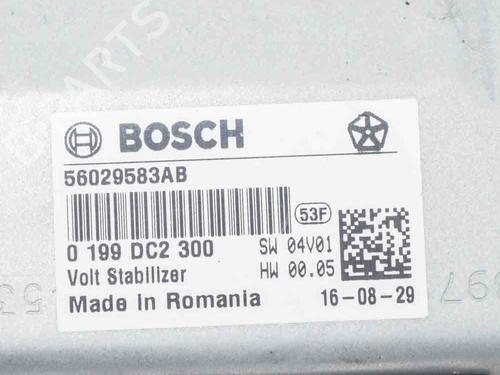 BOSCH
56029583AB
53F
0 199 DC2 300 SW 04V01
Volt Stabilizer HW 00.05
Made in Romania 16-08-29
PARTS